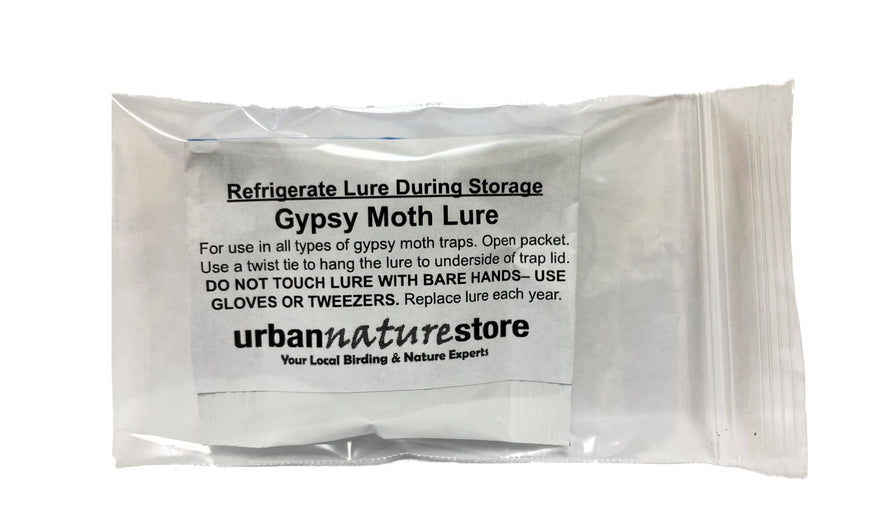 Refrigerate Lure During Storage
Gypsy Moth Lure
For use in all types of gypsy moth traps. Open packet.
Use a twist tie to hang the lure to underside of trap lid.
DO NOT TOUCH LURE WITH BARE HANDS– USE
GLOVES OR TWEEZERS. Replace lure each year.
urbannaturestore
Your Local Birding & Nature Experts